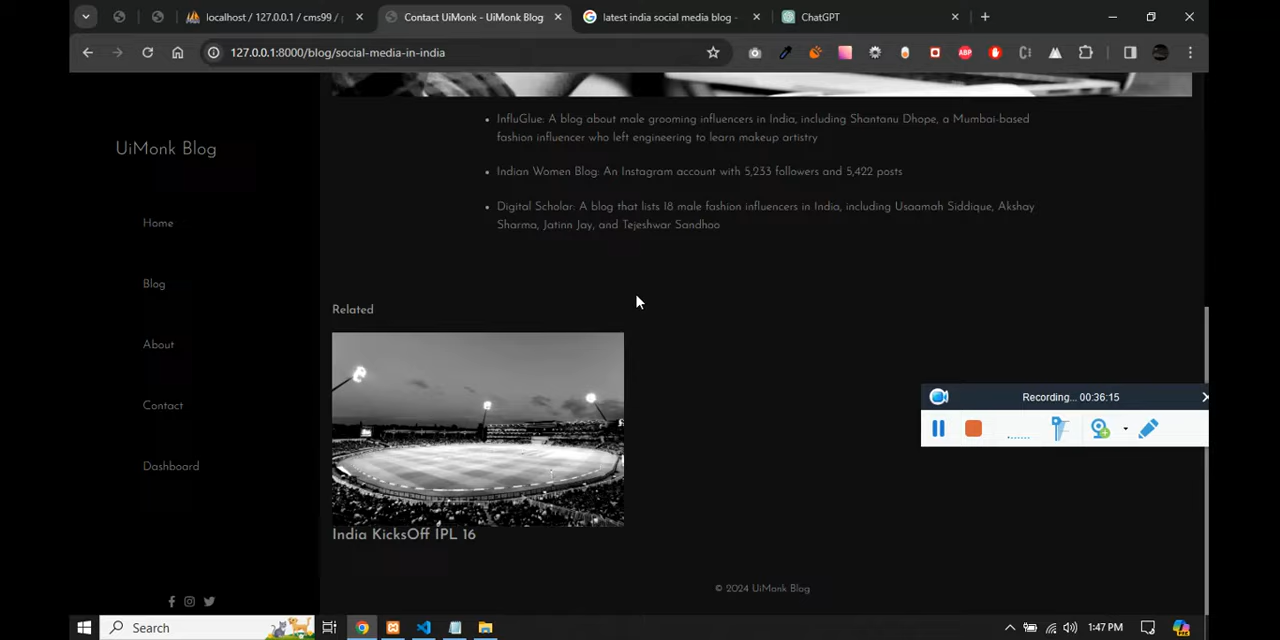 localhost / 127.0.0.1 / cms99 / p
Contact UiMonk - UiMonk Blog
latest india social media blog -
ChatGPT
127.0.0.1:8000/blog/social-media-in-india
ABP
UiMonk Blog
Home
Blog
About
Contact
Dashboard
InfluGlue: A blog about male grooming influencers in India, including Shantanu Dhope, a Mumbai-based
fashion influencer who left engineering to learn makeup artistry
Indian Women Blog: An Instagram account with 5,233 followers and 5,422 posts
Digital Scholar: A blog that lists 18 male fashion influencers in India, including Usaamah Siddique, Akshay
Sharma, Jatinn Jay, and Tejeshwar Sandhoo
Related
India KicksOff IPL 16
Recording... 00:36:15
© 2024 UiMonk Blog
Search
1:47 PM